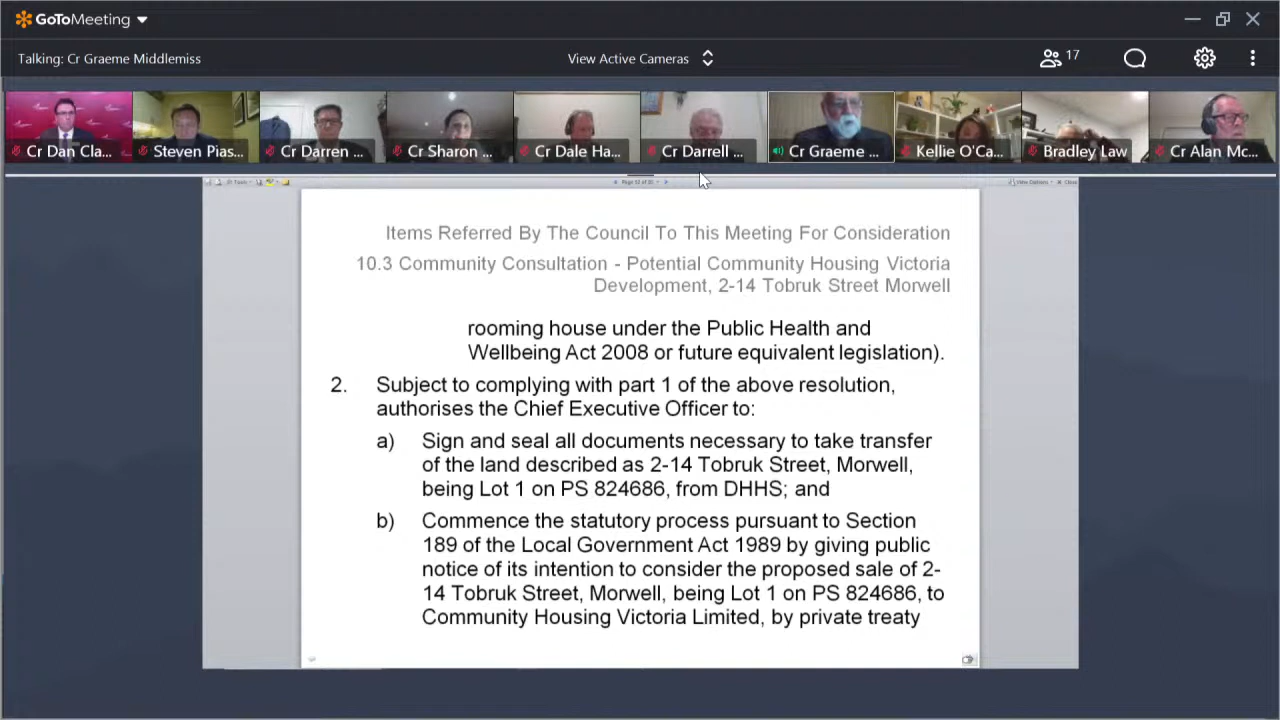 GoToMeeting
Talking: Cr Graeme Middlemiss
View Active Cameras
17
Cr Dan Cla...
Steven Pias...
Cr Darren ...
Cr Sharon ...
Cr Dale Ha...
Cr Darrell ...
Cr Graeme ...
Kellie O'Ca...
Bradley Law
Cr Alan Mc...
Tools
View Options
Close
Items Referred By The Council To This Meeting For Consideration
10.3 Community Consultation - Potential Community Housing Victoria
Development, 2-14 Tobruk Street Morwell
rooming house under the Public Health and
Wellbeing Act 2008 or future equivalent legislation).
2. Subject to complying with part 1 of the above resolution,
authorises the Chief Executive Officer to:
a) Sign and seal all documents necessary to take transfer
of the land described as 2-14 Tobruk Street, Morwell,
being Lot 1 on PS 824686, from DHHS; and
b) Commence the statutory process pursuant to Section
189 of the Local Government Act 1989 by giving public
notice of its intention to consider the proposed sale of 2-
14 Tobruk Street, Morwell, being Lot 1 on PS 824686, to
Community Housing Victoria Limited, by private treaty